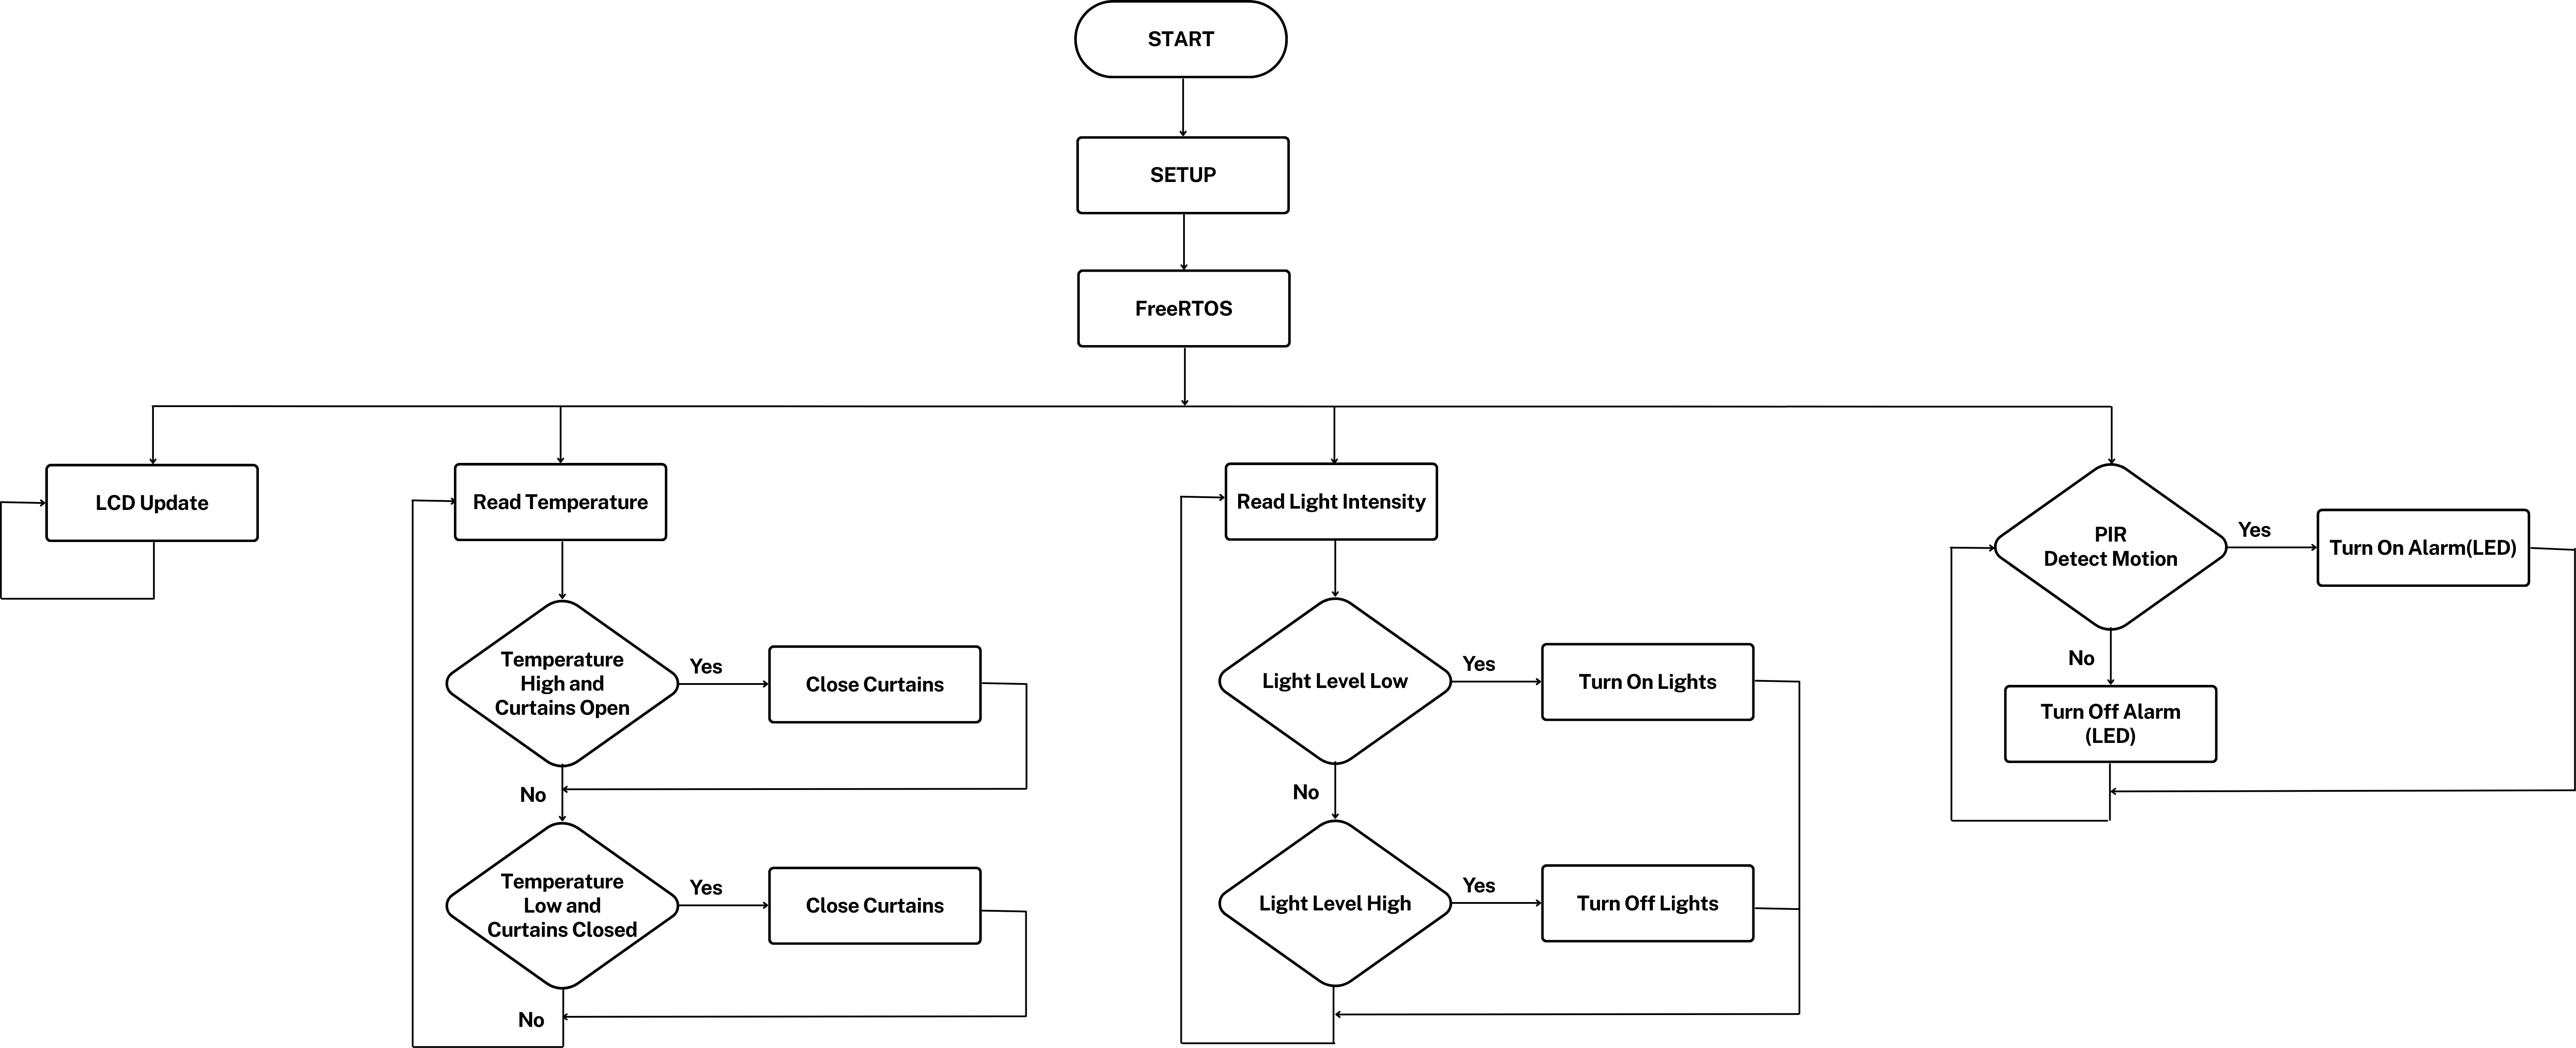 START
SETUP
FreeRTOS
LCD Update
Read Temperature
Temperature
High and
Curtains Open
Yes
Close Curtains
No
Temperature
Low and
Curtains Closed
Yes
Close Curtains
No
Read Light Intensity
Light Level Low
Yes
Turn On Lights
No
Light Level High
Yes
Turn Off Lights
PIR
Detect Motion
Yes
Turn On Alarm(LED)
No
Turn Off Alarm
(LED)